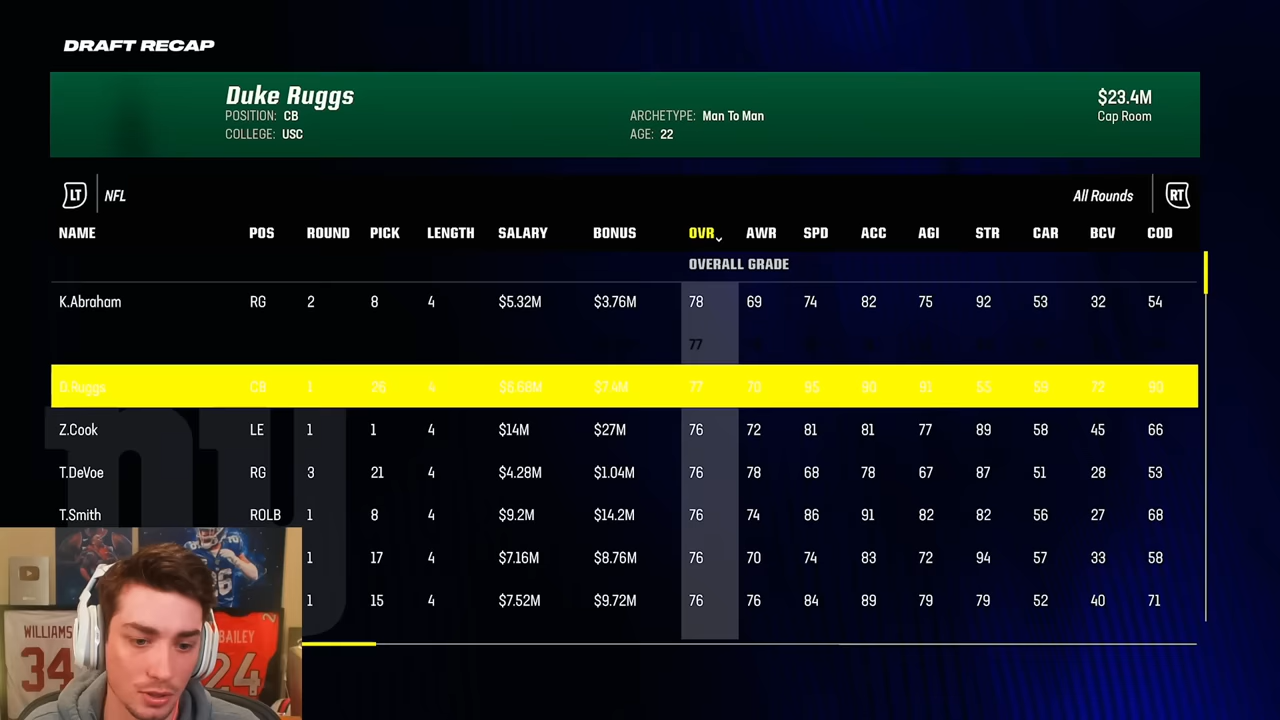 DRAFT RECAP
Duke Ruggs
POSITION: CB
COLLEGE: USC
ARCHETYPE: Man To Man
AGE: 22
$23.4M
Cap Room
LT NFL All Rounds RT
NAME POS ROUND PICK LENGTH SALARY BONUS OVR AWR SPD ACC AGI STR CAR BCV COD
OVERALL GRADE
K.Abraham RG 2 8 4 $5.32M $3.76M 78 69 74 82 75 92 53 32 54
77
D.Ruggs CB 1 26 4 $6.68M $7.4M 77 70 95 90 91 55 59 72 90
Z.Cook LE 1 1 4 $14M $27M 76 72 81 81 77 89 58 45 66
T.DeVoe RG 3 21 4 $4.28M $1.04M 76 78 68 78 67 87 51 28 53
T.Smith ROLB 1 8 4 $9.2M $14.2M 76 74 86 91 82 82 56 27 68
1 17 4 $7.16M $8.76M 76 70 74 83 72 94 57 33 58
1 15 4 $7.52M $9.72M 76 76 84 89 79 79 52 40 71
WILLIAMS
34
BAILEY
24